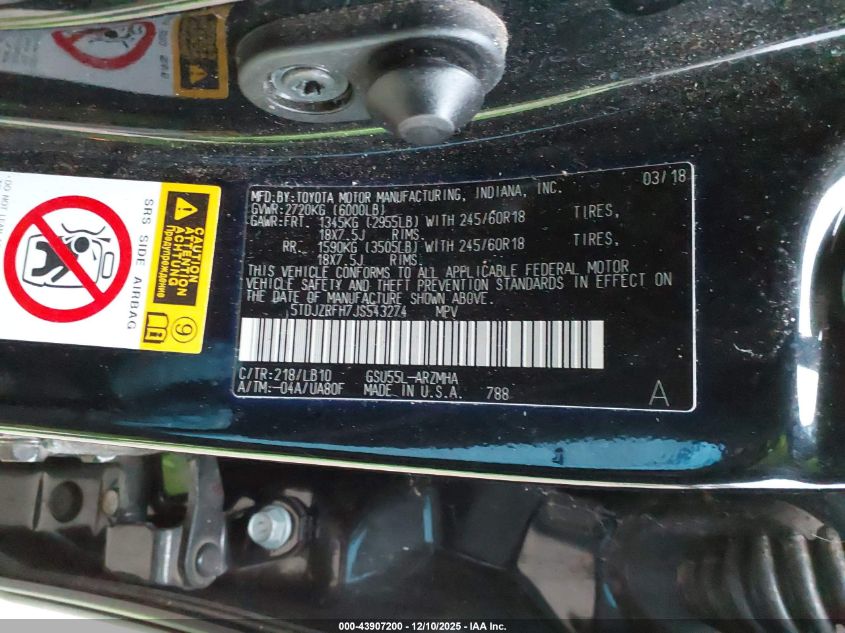 MFD.BY:TOYOTA MOTOR MANUFACTURING, INDIANA, INC. 03/18
GVWR:2720KG (6000LB)
GAWR:FRT. 1345KG (2955LB) WITH 245/60R18 TIRES,
18X7.5J RIMS
RR. 1590KG (3505LB) WITH 245/60R18 TIRES,
18X7.5J RIMS.
THIS VEHICLE CONFORMS TO ALL APPLICABLE FEDERAL MOTOR
VEHICLE SAFETY AND THEFT PREVENTION STANDARDS IN EFFECT ON
THE DATE OF MANUFACTURE SHOWN ABOVE.
5TDJZRFH7JS543274 MPV
C/TR:218/LB10 GSU55L-ARZMHA
A/TM:-04A/UA80F MADE IN U.S.A. 788 A
SRS SIDE AIRBAG
CAUTION
ATTENTION
ACHTUNG
Предупреждение
9
000-43907200 - 12/10/2025 - IAA Inc.